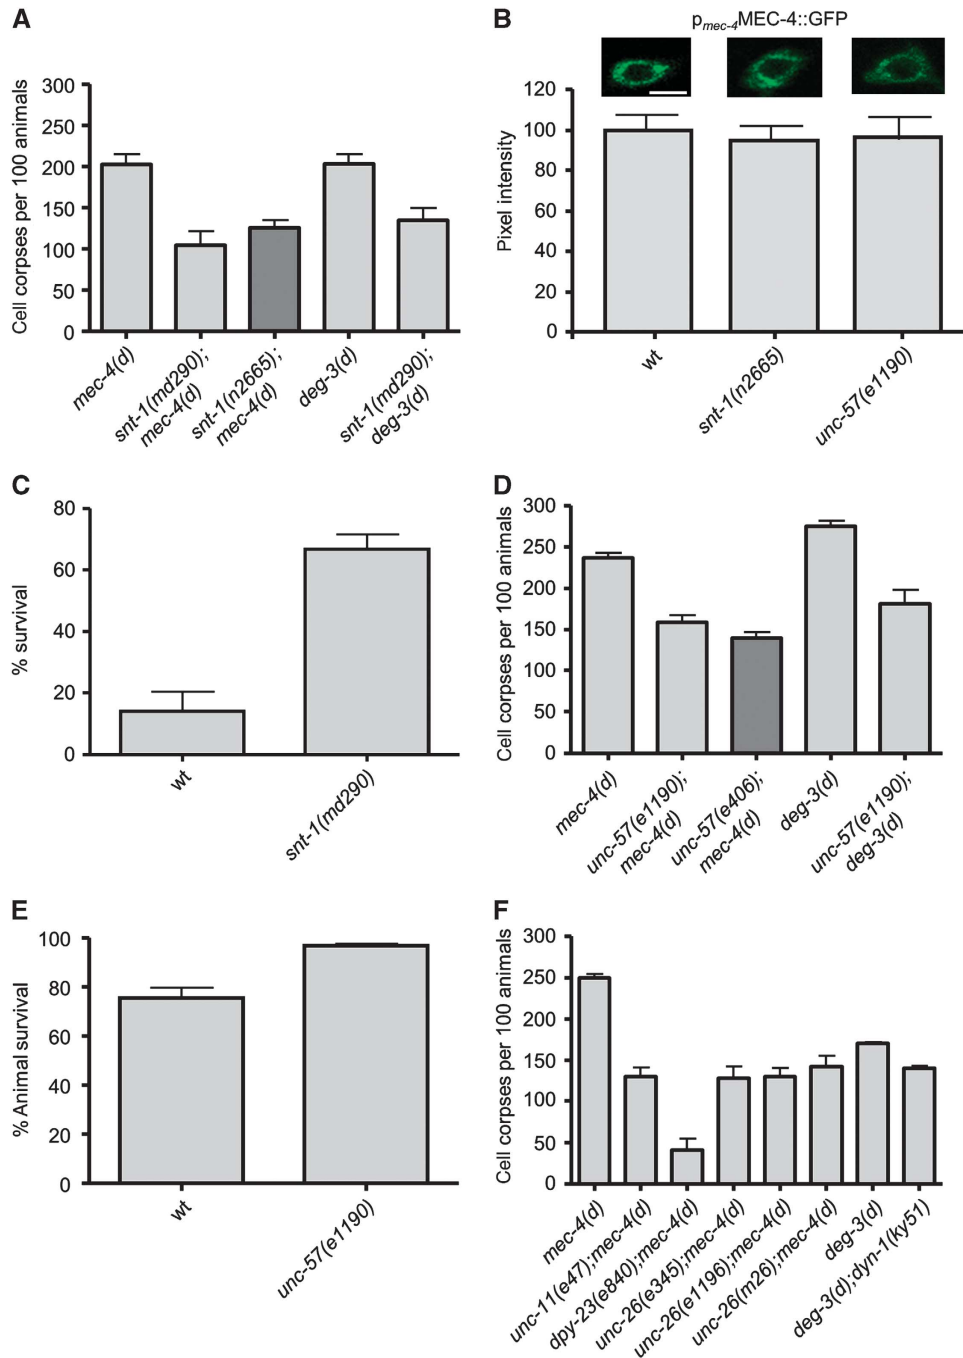 A
Cell corpses per 100 animals
300
250
200
150
100
50
0
mec-4(d)
snt-1(md290);
mec-4(d)
snt-1(n2665);
mec-4(d)
deg-3(d)
snt-1(md290);
deg-3(d)
B
pmec-4MEC-4::GFP
Pixel intensity
120
100
80
60
40
20
0
wt
snt-1(n2665)
unc-57(e1190)
C
% survival
80
60
40
20
0
wt
snt-1(md290)
D
Cell corpses per 100 animals
300
250
200
150
100
50
0
mec-4(d)
unc-57(e1190);
mec-4(d)
unc-57(e406);
mec-4(d)
deg-3(d)
unc-57(e1190);
deg-3(d)
E
% Animal survival
100
80
60
40
20
0
wt
unc-57(e1190)
F
Cell corpses per 100 animals
300
250
200
150
100
50
0
mec-4(d)
unc-11(e47);mec-4(d)
dpy-23(e840);mec-4(d)
unc-26(e345);mec-4(d)
unc-26(e1196);mec-4(d)
unc-26(m26);mec-4(d)
deg-3(d)
deg-3(d);dyn-1(ky51)